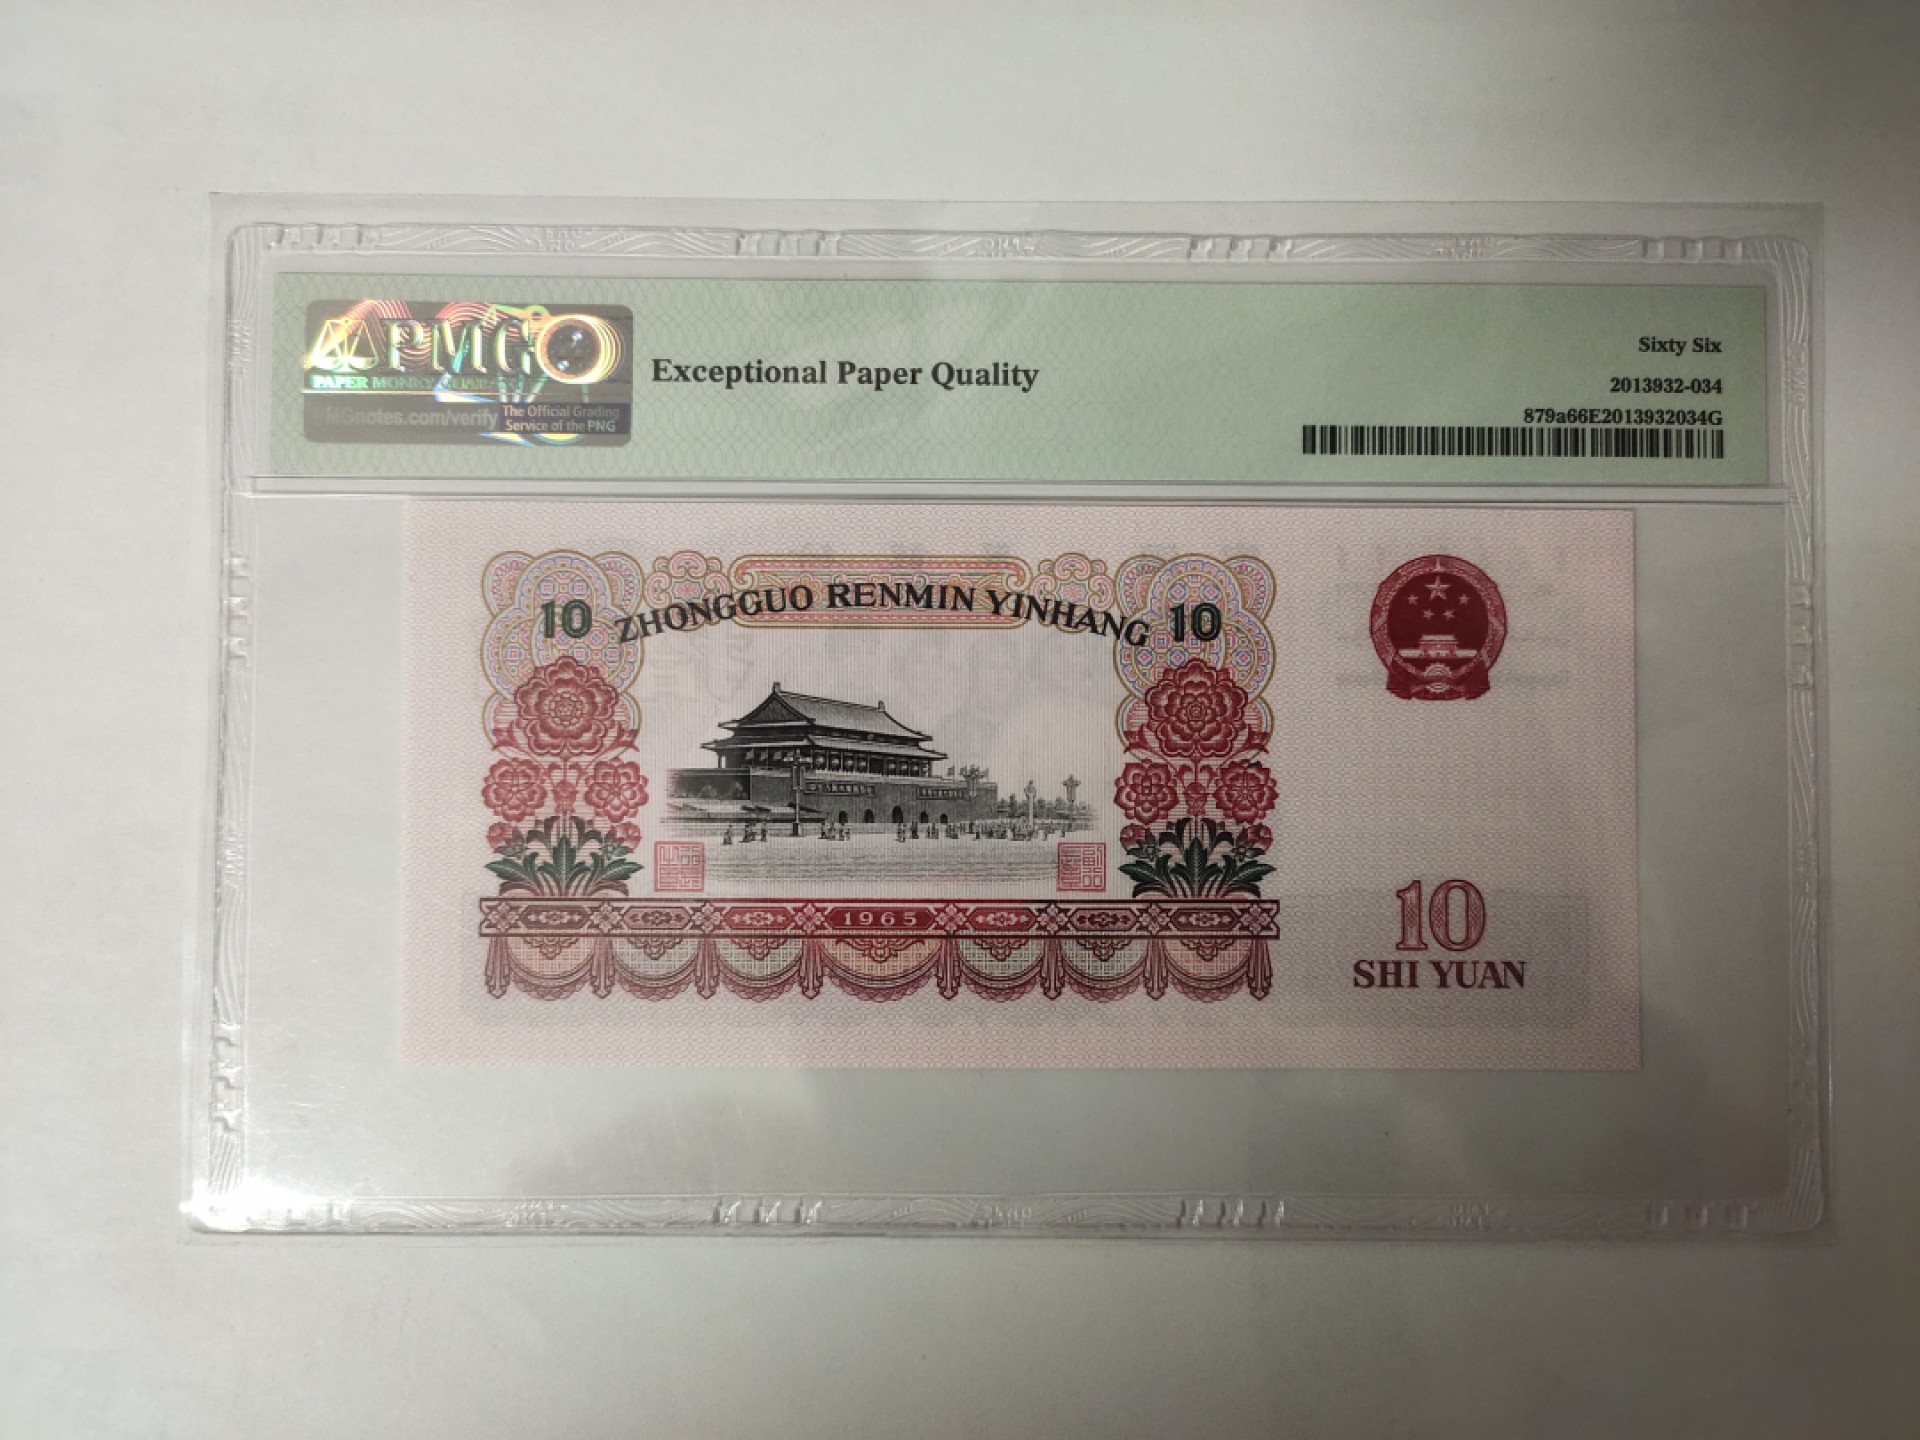 PMG
PAPER MONEY GUARANTY
PMGnotes.com/verify
The Official Grading
Service of the PNG
Exceptional Paper Quality
Sixty Six
2013932-034
879a66E2013932034G
10 ZHONGGUO RENMIN YINHANG 10
1965
10
SHI YUAN